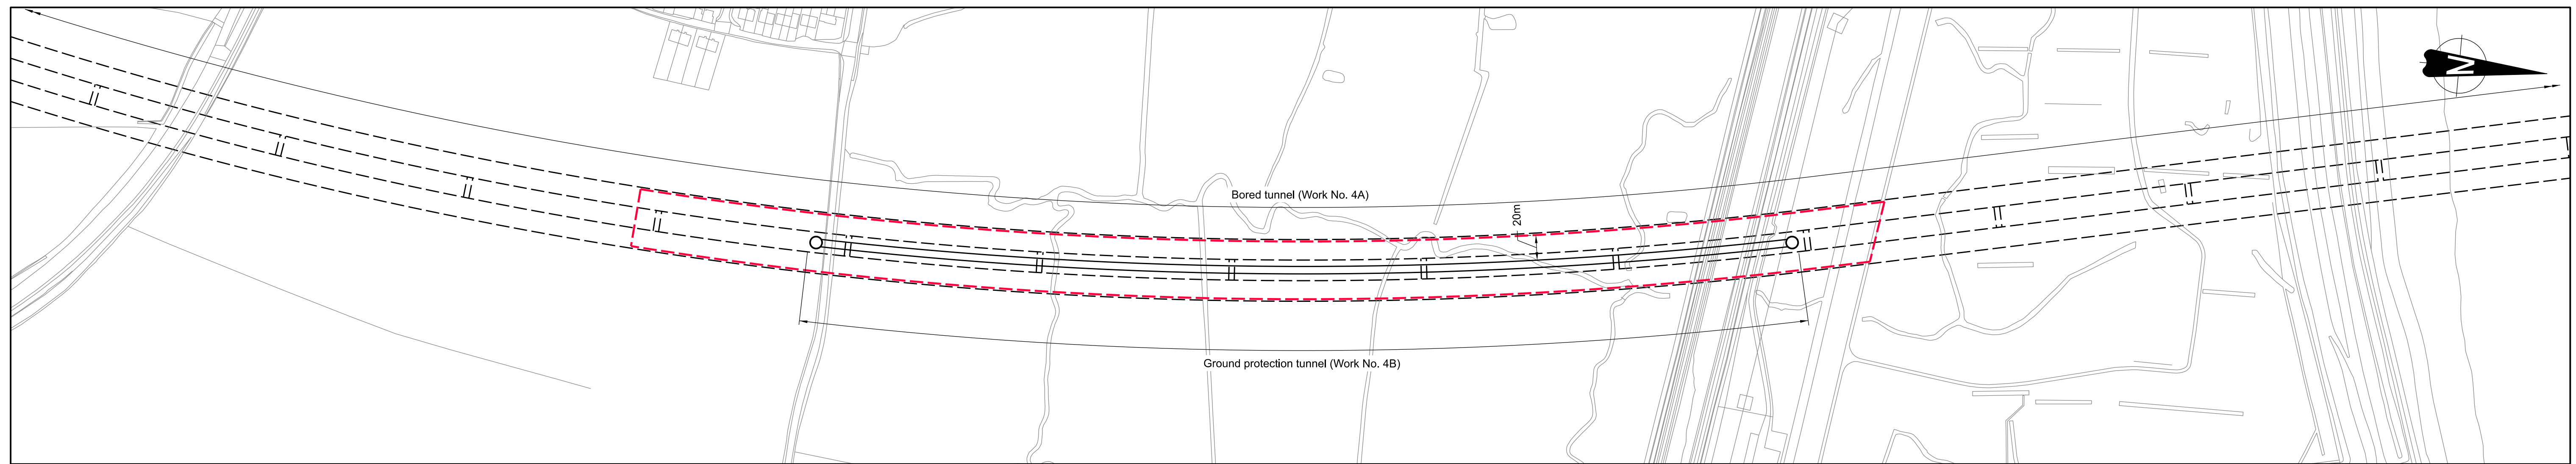 N
Bored tunnel (Work No. 4A)
20m
Ground protection tunnel (Work No. 4B)